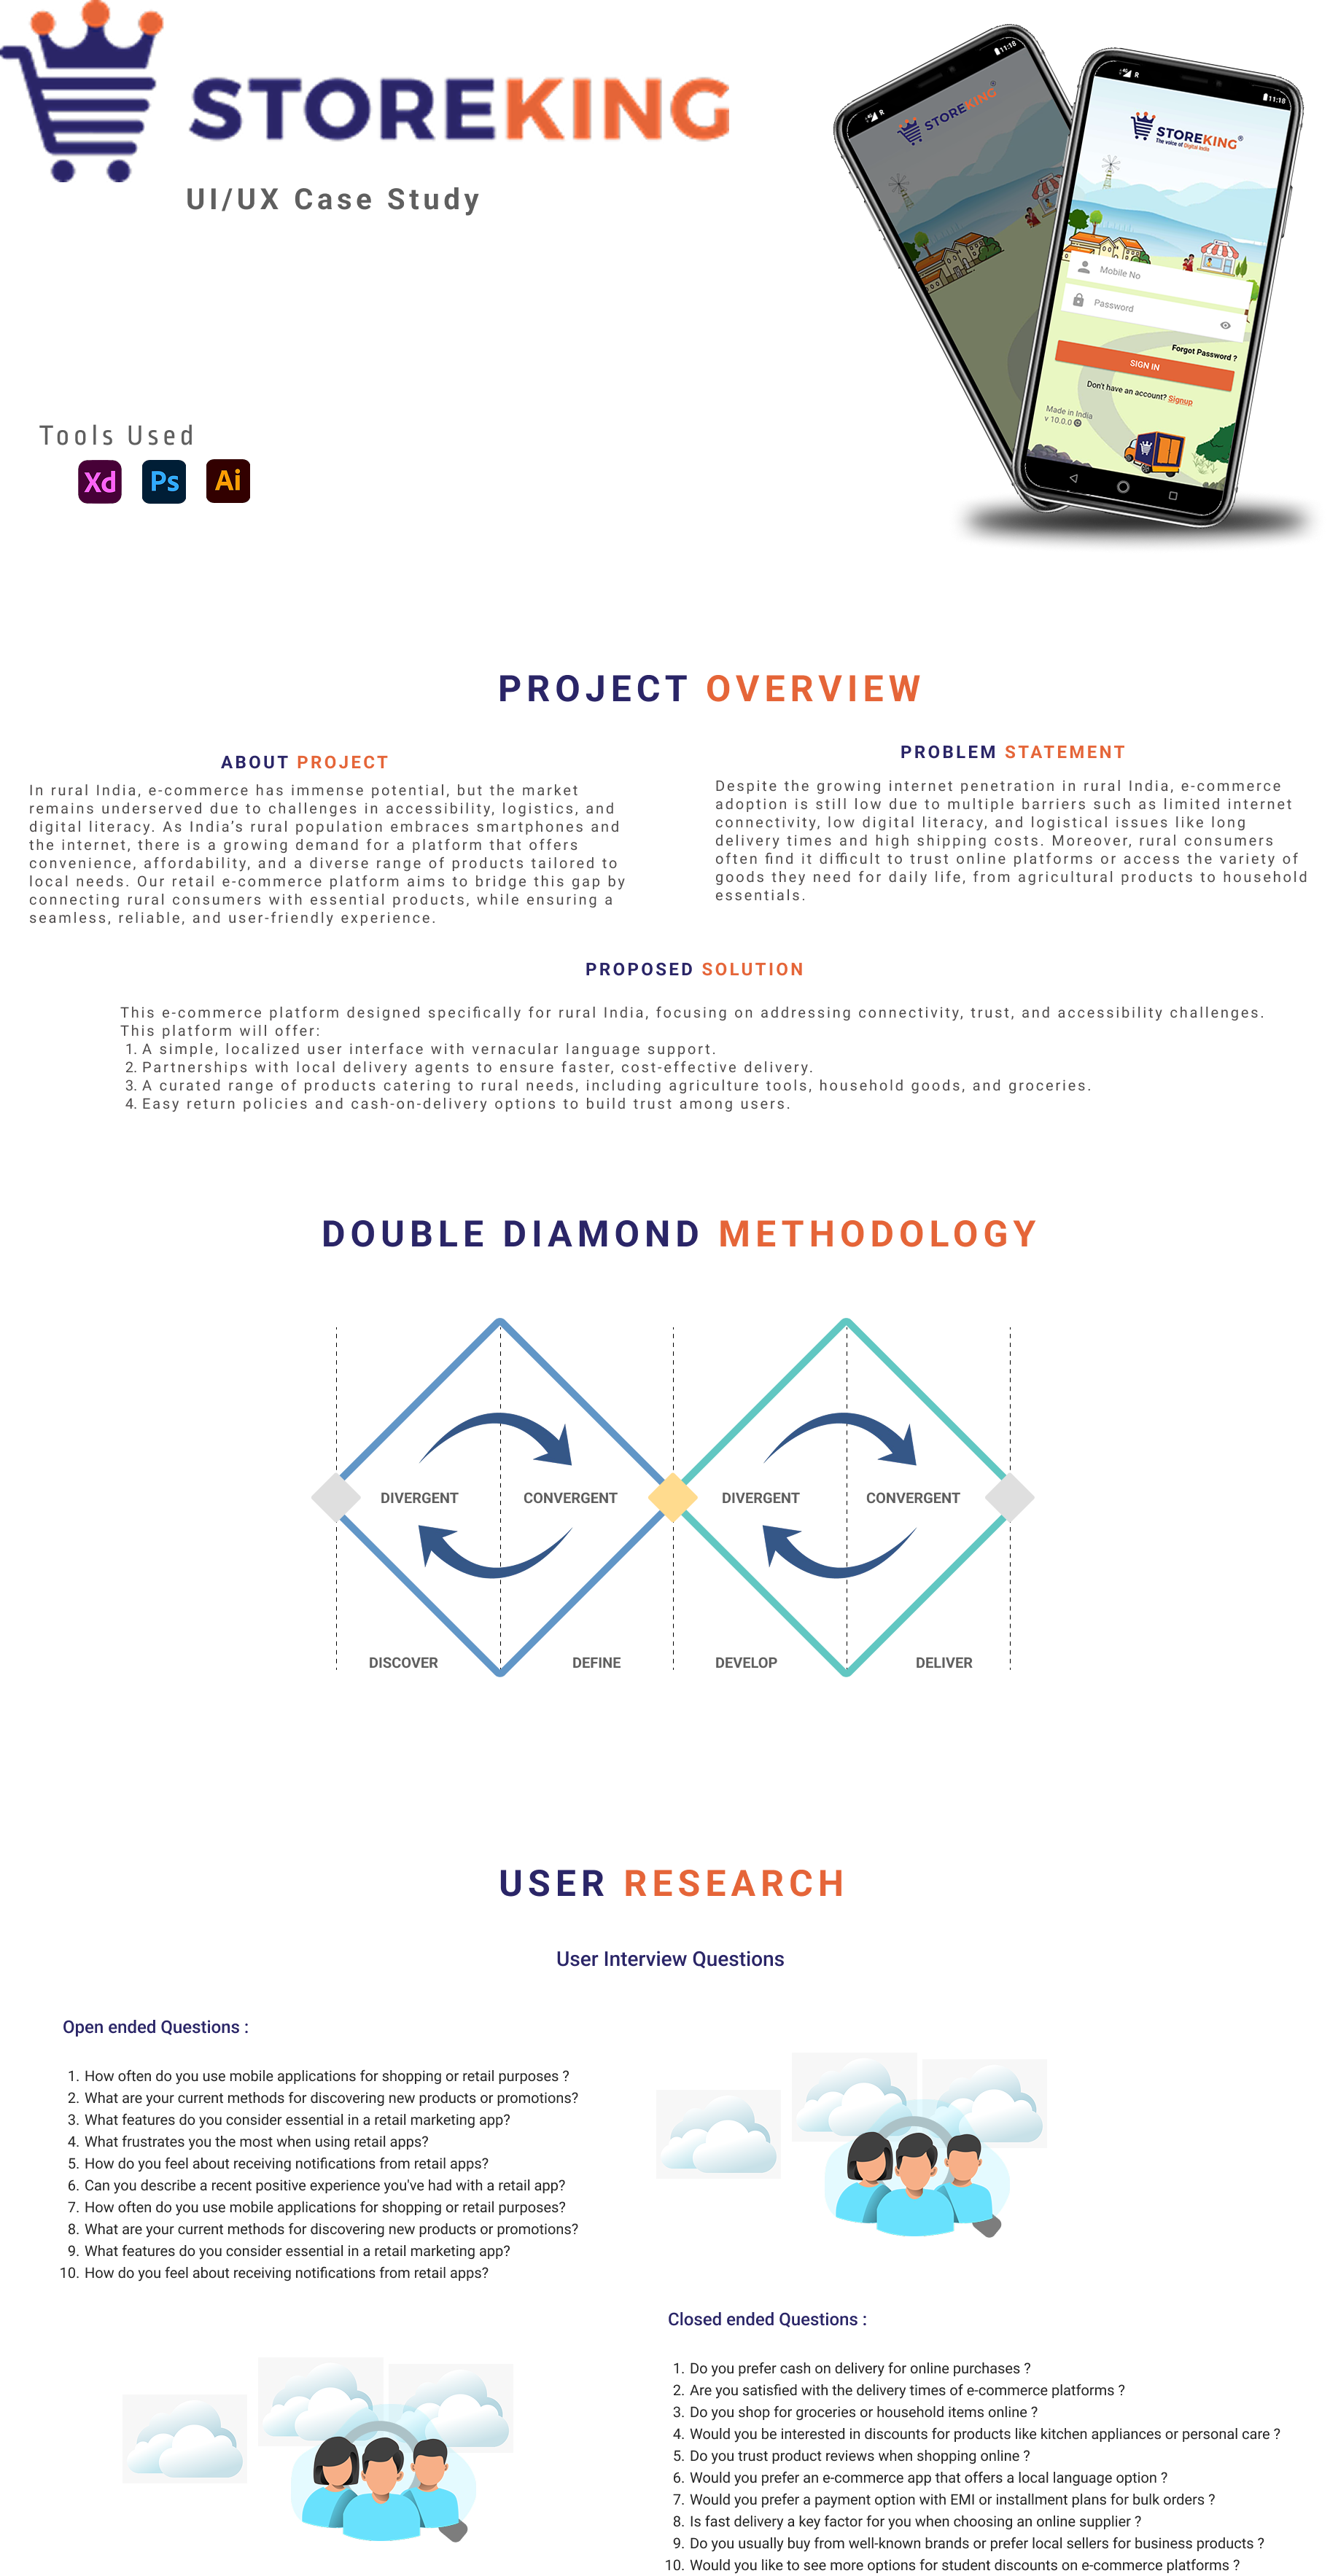 STOREKING
UI/UX Case Study
11:18
4G R
STOREKING®
4G R
11:18
STOREKING®
The voice of Digital India
Mobile No
Password
Forgot Password ?
SIGN IN
Don't have an account? Signup
Made in India
v 10.0.0
Tools Used
Xd Ps Ai
PROJECT OVERVIEW
ABOUT PROJECT
In rural India, e-commerce has immense potential, but the market
remains underserved due to challenges in accessibility, logistics, and
digital literacy. As India’s rural population embraces smartphones and
the internet, there is a growing demand for a platform that offers
convenience, affordability, and a diverse range of products tailored to
local needs. Our retail e-commerce platform aims to bridge this gap by
connecting rural consumers with essential products, while ensuring a
seamless, reliable, and user-friendly experience.
PROBLEM STATEMENT
Despite the growing internet penetration in rural India, e-commerce
adoption is still low due to multiple barriers such as limited internet
connectivity, low digital literacy, and logistical issues like long
delivery times and high shipping costs. Moreover, rural consumers
often find it difficult to trust online platforms or access the variety of
goods they need for daily life, from agricultural products to household
essentials.
PROPOSED SOLUTION
This e-commerce platform designed specifically for rural India, focusing on addressing connectivity, trust, and accessibility challenges.
This platform will offer:
1. A simple, localized user interface with vernacular language support.
2. Partnerships with local delivery agents to ensure faster, cost-effective delivery.
3. A curated range of products catering to rural needs, including agriculture tools, household goods, and groceries.
4. Easy return policies and cash-on-delivery options to build trust among users.
DOUBLE DIAMOND METHODOLOGY
DIVERGENT CONVERGENT DIVERGENT CONVERGENT
DISCOVER DEFINE DEVELOP DELIVER
USER RESEARCH
User Interview Questions
Open ended Questions :
1. How often do you use mobile applications for shopping or retail purposes ?
2. What are your current methods for discovering new products or promotions?
3. What features do you consider essential in a retail marketing app?
4. What frustrates you the most when using retail apps?
5. How do you feel about receiving notifications from retail apps?
6. Can you describe a recent positive experience you've had with a retail app?
7. How often do you use mobile applications for shopping or retail purposes?
8. What are your current methods for discovering new products or promotions?
9. What features do you consider essential in a retail marketing app?
10. How do you feel about receiving notifications from retail apps?
Closed ended Questions :
1. Do you prefer cash on delivery for online purchases ?
2. Are you satisfied with the delivery times of e-commerce platforms ?
3. Do you shop for groceries or household items online ?
4. Would you be interested in discounts for products like kitchen appliances or personal care ?
5. Do you trust product reviews when shopping online ?
6. Would you prefer an e-commerce app that offers a local language option ?
7. Would you prefer a payment option with EMI or installment plans for bulk orders ?
8. Is fast delivery a key factor for you when choosing an online supplier ?
9. Do you usually buy from well-known brands or prefer local sellers for business products ?
10. Would you like to see more options for student discounts on e-commerce platforms ?